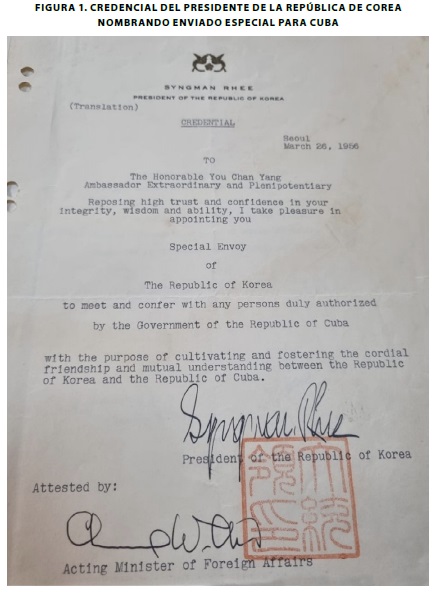 FIGURA 1. CREDENCIAL DEL PRESIDENTE DE LA REPÚBLICA DE COREA
NOMBRANDO ENVIADO ESPECIAL PARA CUBA
SYNGMAN RHEE
PRESIDENT OF THE REPUBLIC OF KOREA
(Translation)
CREDENTIAL
Seoul
March 26, 1956
TO
The Honorable You Chan Yang
Ambassador Extraordinary and Plenipotentiary
Reposing high trust and confidence in your
integrity, wisdom and ability, I take pleasure in
appointing you
Special Envoy
of
The Republic of Korea
to meet and confer with any persons duly authorized
by the Government of the Republic of Cuba
with the purpose of cultivating and fostering the cordial
friendship and mutual understanding between the Republic
of Korea and the Republic of Cuba.
Syngman Rhee
President of the Republic of Korea
Attested by:
Acting Minister of Foreign Affairs